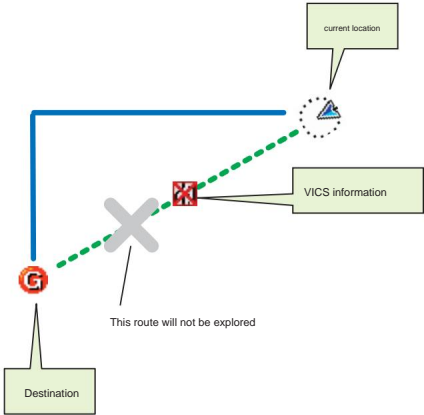 current location
VICS information
G
This route will not be explored
Destination